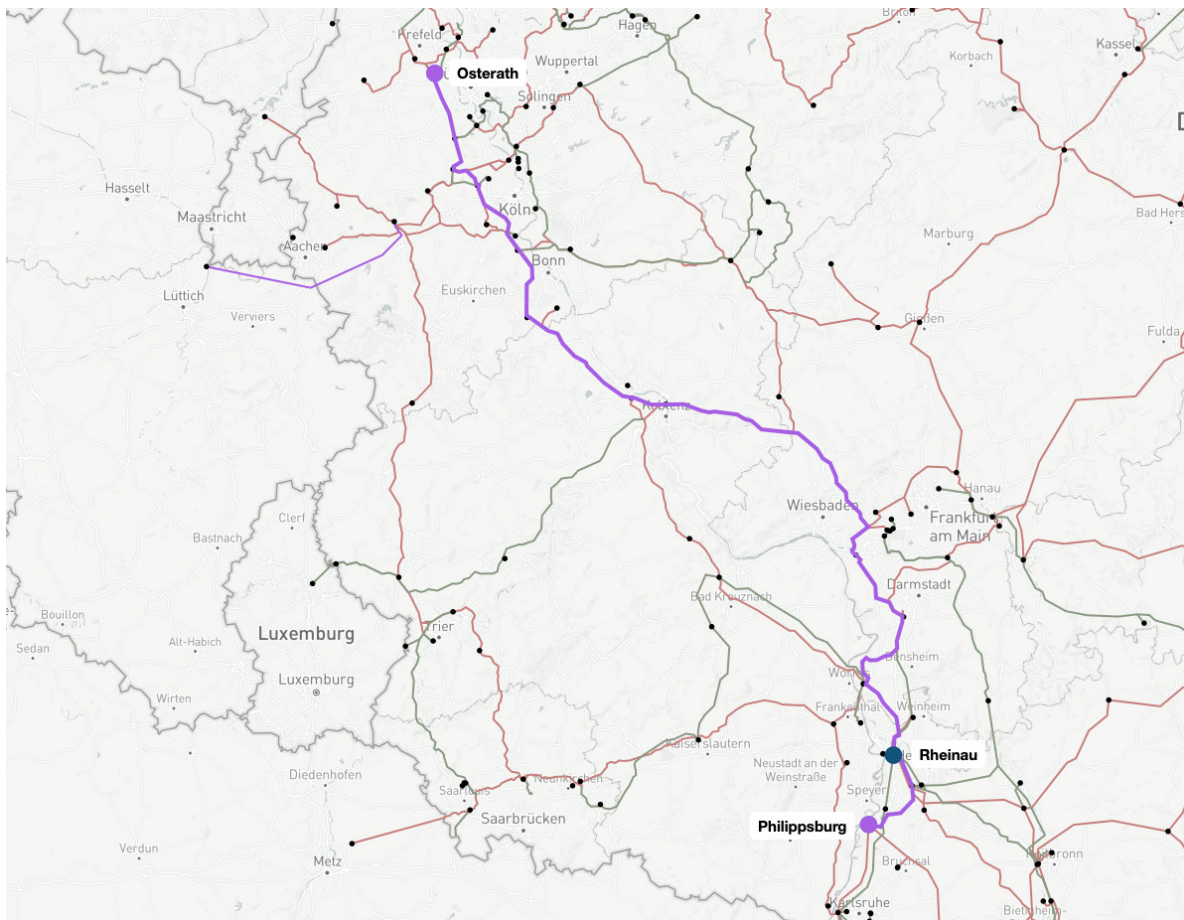 Hagen
Brilon
Krefeld
Kassel
Korbach
Wuppertal
Osterath
Solingen
Hasselt
Maastricht
Köln
Bad Hers
Marburg
Aachen
Bonn
Euskirchen
Lüttich
Verviers
Gießen
Fulda
Koblenz
Wiesbaden
Hanau
Frankfurt
am Main
Clerf
Bastnach
Darmstadt
Bad Kreuznach
Bouillon
Alt-Habich
Luxemburg
Trier
Sedan
Bensheim
Luxemburg
Worms
Wirten
Frankenthal
Weinheim
Kaiserslautern
Rheinau
Neustadt an der
Weinstraße
Diedenhofen
Saarlouis
Neunkirchen
Speyer
Saarbrücken
Philippsburg
Verdun
Metz
Bruchsal
Heilbronn
Karlsruhe
Bietigheim-